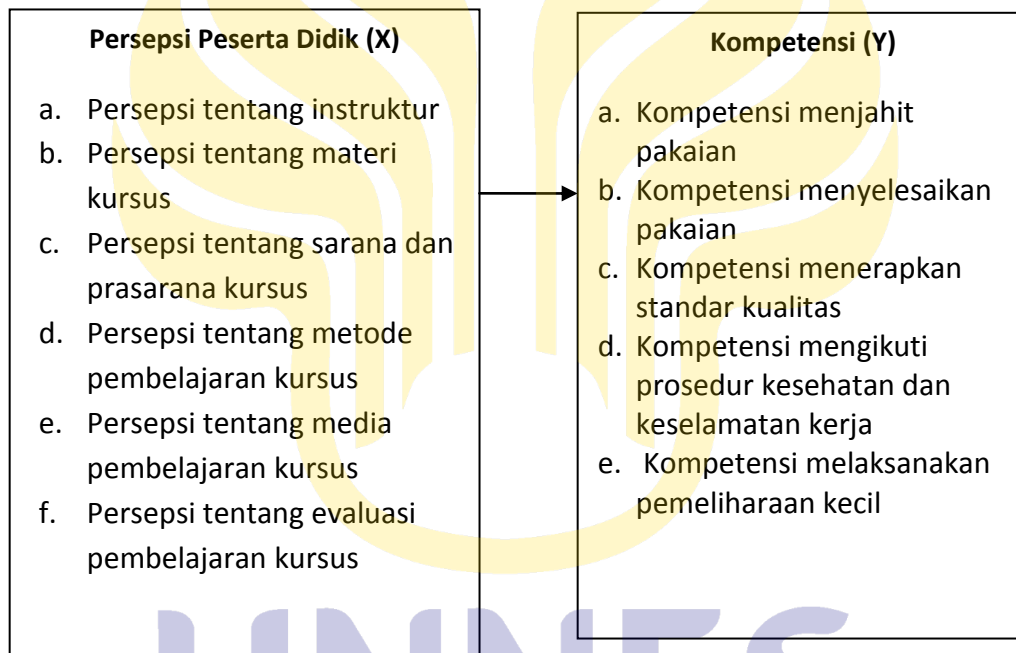 Persepsi Peserta Didik (X)
a. Persepsi tentang instruktur
b. Persepsi tentang materi
kursus
c. Persepsi tentang sarana dan
prasarana kursus
d. Persepsi tentang metode
pembelajaran kursus
e. Persepsi tentang media
pembelajaran kursus
f. Persepsi tentang evaluasi
pembelajaran kursus
Kompetensi (Y)
a. Kompetensi menjahit
pakaian
b. Kompetensi menyelesaikan
pakaian
c. Kompetensi menerapkan
standar kualitas
d. Kompetensi mengikuti
prosedur kesehatan dan
keselamatan kerja
e. Kompetensi melaksanakan
pemeliharaan kecil
UNNES